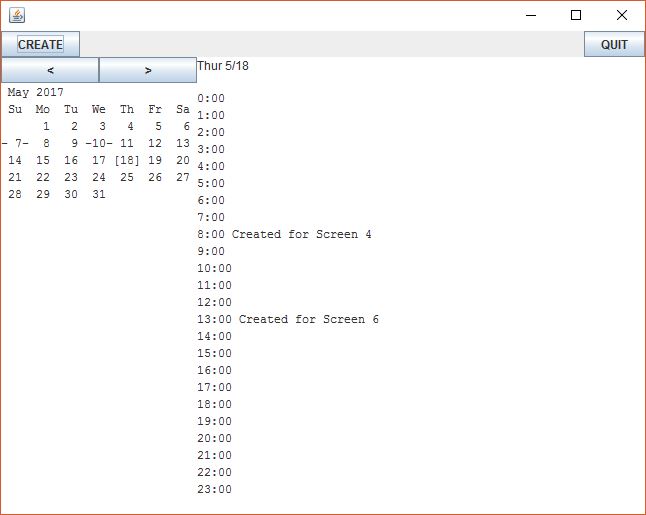 CREATE QUIT
< >
May 2017
Su Mo Tu We Th Fr Sa
1 2 3 4 5 6
- 7- 8 9 -10- 11 12 13
14 15 16 17 [18] 19 20
21 22 23 24 25 26 27
28 29 30 31
Thur 5/18
0:00
1:00
2:00
3:00
4:00
5:00
6:00
7:00
8:00 Created for Screen 4
9:00
10:00
11:00
12:00
13:00 Created for Screen 6
14:00
15:00
16:00
17:00
18:00
19:00
20:00
21:00
22:00
23:00